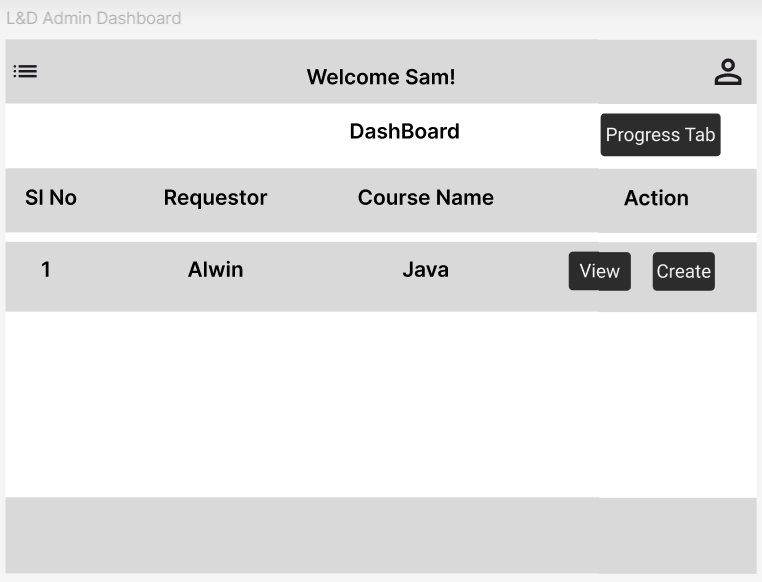 L&D Admin Dashboard
Welcome Sam!
DashBoard
Progress Tab
Sl No Requestor Course Name Action
1 Alwin Java View Create